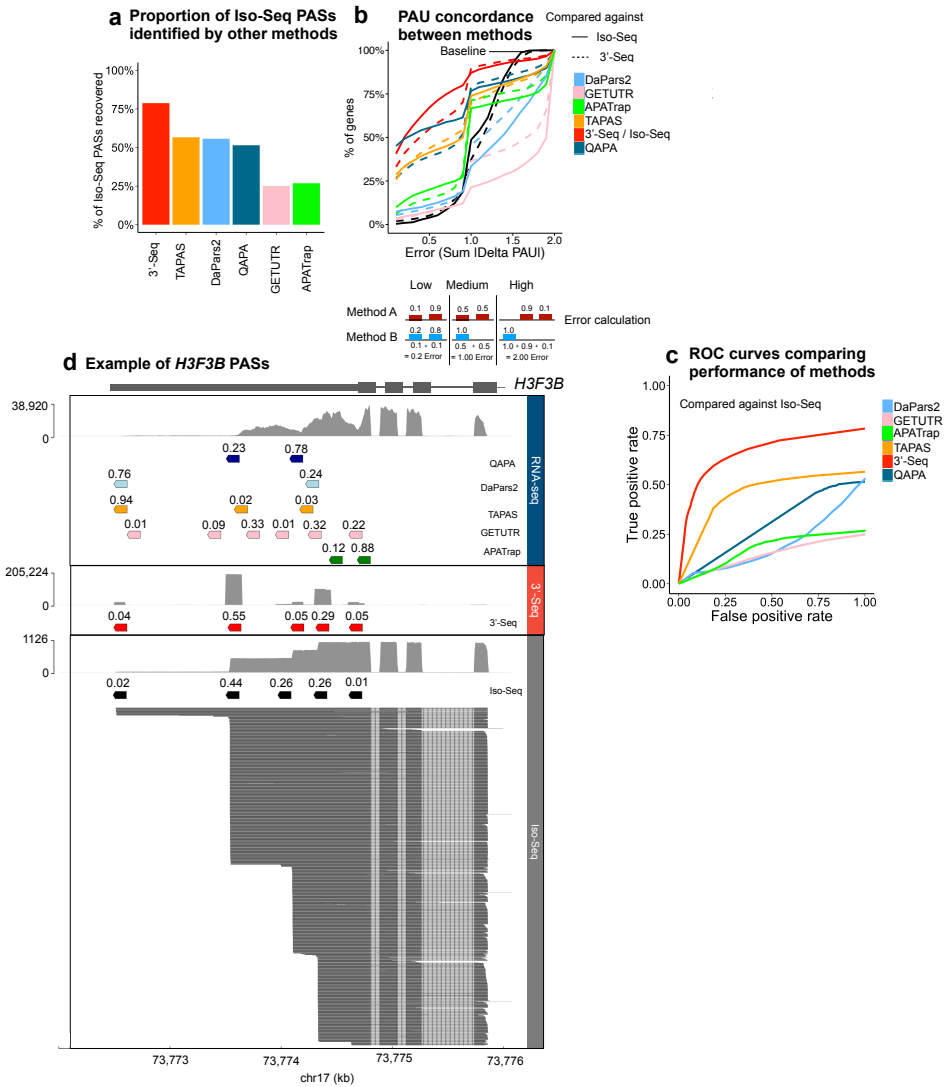 a Proportion of Iso-Seq PASs
identified by other methods
100%
75%
50%
25%
0%
% of Iso-Seq PASs recovered
3'-Seq
TAPAS
DaPars2
QAPA
GETUTR
APATrap
b PAU concordance
between methods
Compared against
Iso-Seq
3'-Seq
Baseline
DaPars2
GETUTR
APATrap
TAPAS
3'-Seq / Iso-Seq
QAPA
100%
75%
50%
25%
0%
% of genes
0.5 1.0 1.5 2.0
Error (Sum |Delta PAU|)
Low Medium High
Method A 0.1 0.9 0.5 0.5 0.9 0.1
Error calculation
Method B 0.2 0.8 1.0 1.0
0.1 + 0.1 0.5 + 0.5 1.0 + 0.9 + 0.1
= 0.2 Error = 1.00 Error = 2.00 Error
c ROC curves comparing
performance of methods
Compared against Iso-Seq
1.00
0.75
0.50
0.25
0.00
True positive rate
0.00 0.25 0.50 0.75 1.00
False positive rate
DaPars2
GETUTR
APATrap
TAPAS
3'-Seq
QAPA
d Example of H3F3B PASs
H3F3B
38,920
0
RNA-seq
0.23 0.78
QAPA
0.76 0.24
DaPars2
0.94 0.02 0.03
TAPAS
0.01 0.09 0.33 0.01 0.32 0.22
GETUTR
0.12 0.88
APATrap
205,224
0
3'-Seq
0.04 0.55 0.05 0.29 0.05
3'-Seq
1126
0
0.02 0.44 0.26 0.26 0.01
Iso-Seq
Iso-Seq
73,773 73,774 73,775 73,776
chr17 (kb)